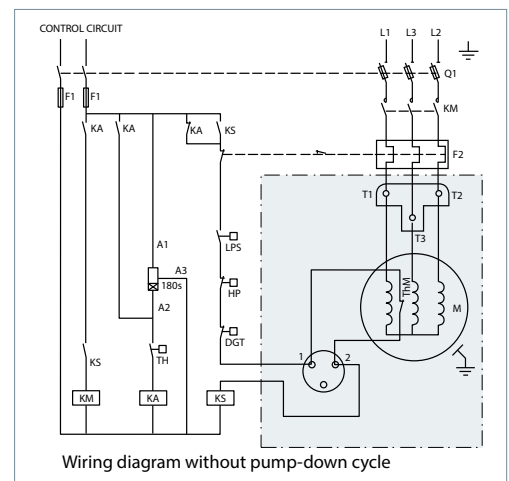 CONTROL CIRCUIT
L1 L3 L2
Q1
F1 F1
KM
KA KA KA KS
F2
T1 T2
T3
A1
LPS
A3
180s
HP
ThM
M
A2
DGT
1 2
KS
TH
KM KA KS
Wiring diagram without pump-down cycle